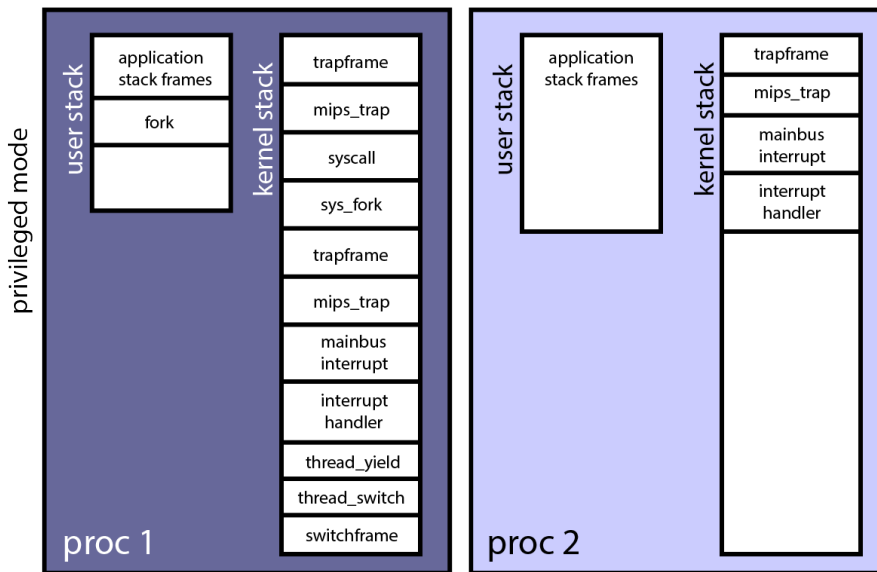 privileged mode
user stack
application
stack frames
fork
kernel stack
trapframe
mips_trap
syscall
sys_fork
trapframe
mips_trap
mainbus
interrupt
interrupt
handler
thread_yield
thread_switch
switchframe
proc 1
user stack
application
stack frames
kernel stack
trapframe
mips_trap
mainbus
interrupt
interrupt
handler
proc 2